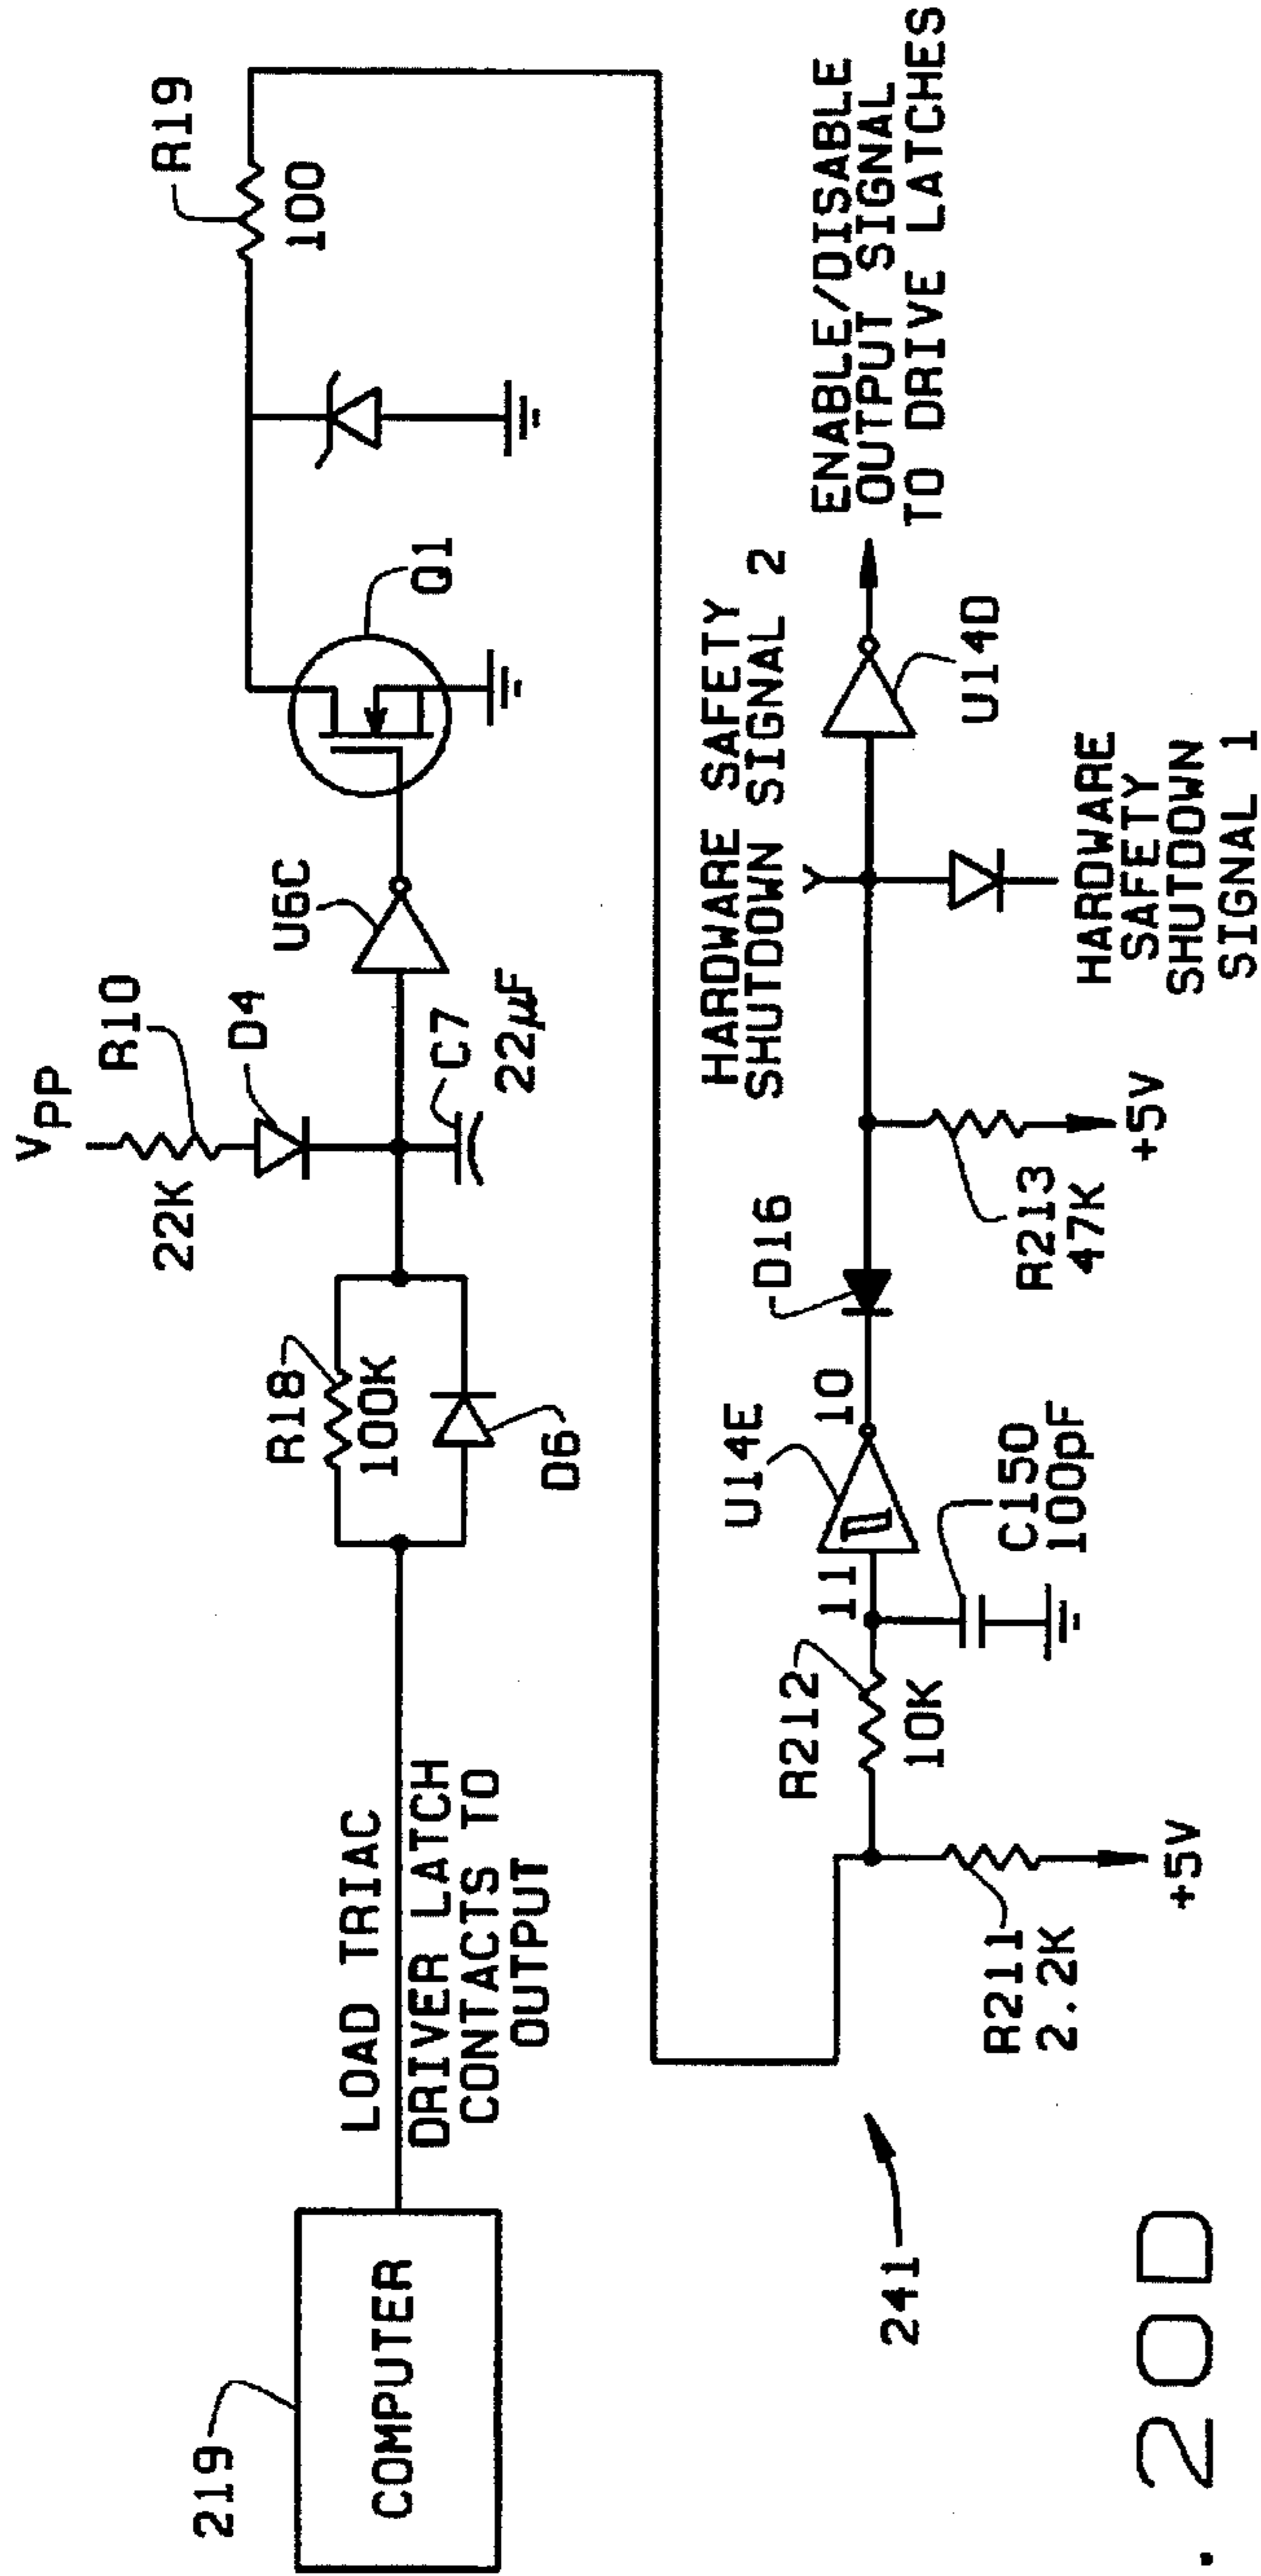 219
COMPUTER
LOAD TRIAC
DRIVER LATCH
CONTACTS TO
OUTPUT
R18
100K
D6
VPP
R10
22K
D4
C7
22µF
U6C
Q1
R19
100
241
R211
2.2K
+5V
R212
10K
11
C150
100pF
U14E
10
D16
R213
47K
+5V
HARDWARE SAFETY
SHUTDOWN SIGNAL 2
HARDWARE
SAFETY
SHUTDOWN
SIGNAL 1
U14D
ENABLE/DISABLE
OUTPUT SIGNAL
TO DRIVE LATCHES
. 20D